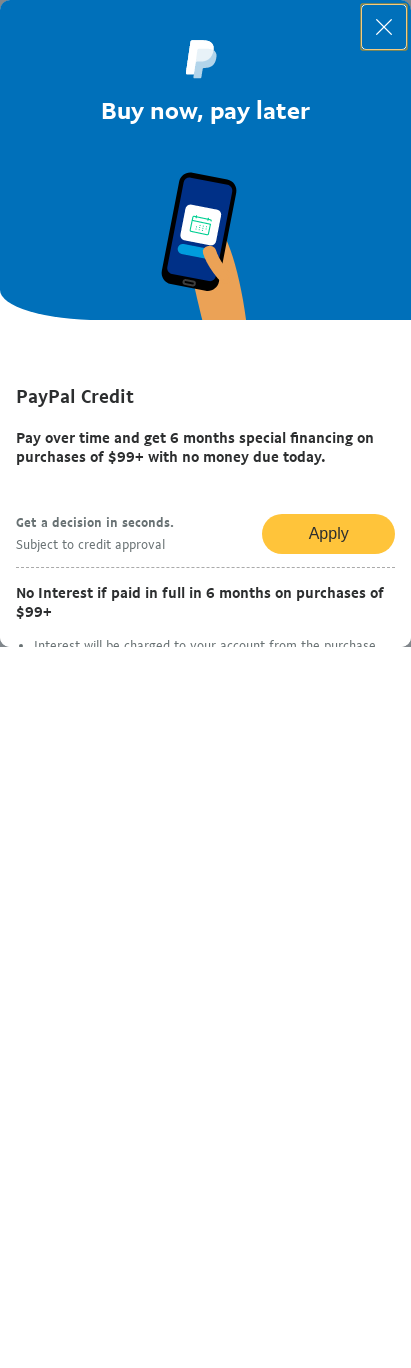 Buy now, pay later
PayPal Credit
Pay over time and get 6 months special financing on
purchases of $99+ with no money due today.
Get a decision in seconds.
Subject to credit approval
Apply
No Interest if paid in full in 6 months on purchases of
$99+
• Interest will be charged to your account from the purchase